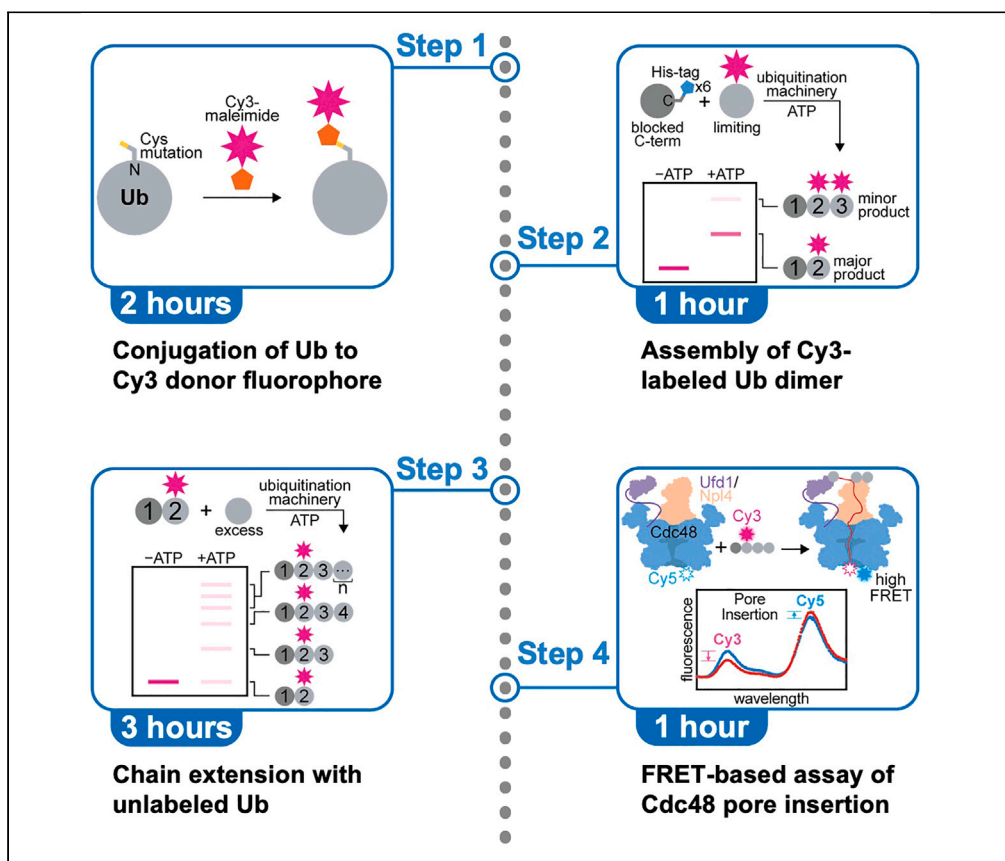 Step 1
Cys
mutation
N
Ub
Cy3-
maleimide
2 hours
Conjugation of Ub to
Cy3 donor fluorophore
Step 2
His-tag
x6
C
+
blocked
C-term
limiting
ubiquitination
machinery
ATP
−ATP
+ATP
1 2 3
minor
product
1 2
major
product
1 hour
Assembly of Cy3-
labeled Ub dimer
Step 3
1 2
+
excess
ubiquitination
machinery
ATP
−ATP
+ATP
1 2 3 ...
n
1 2 3 4
1 2 3
1 2
3 hours
Chain extension with
unlabeled Ub
Step 4
Ufd1/
Npl4
Cdc48
Cy3
+
Cy5
high
FRET
Pore
Insertion
Cy3
Cy5
fluorescence
wavelength
1 hour
FRET-based assay of
Cdc48 pore insertion